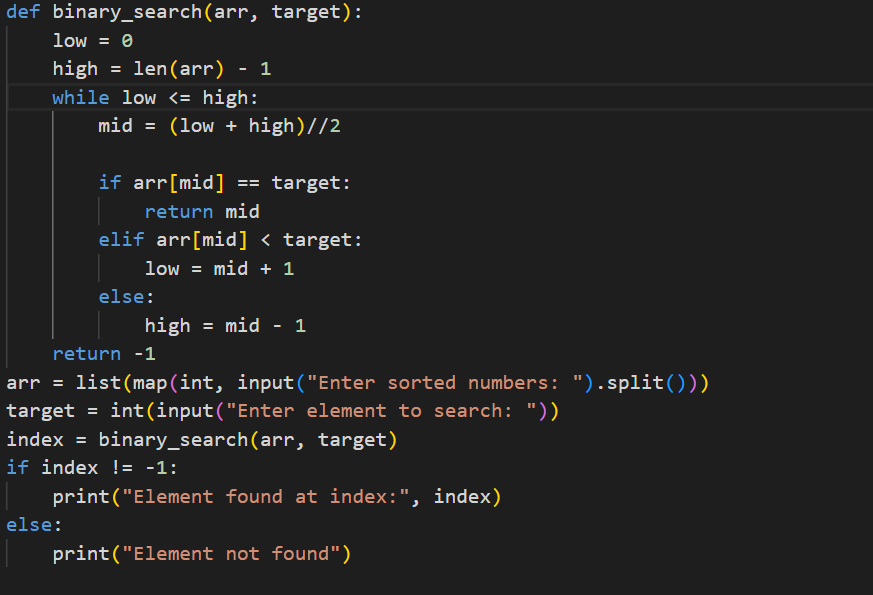 def binary_search(arr, target):
    low = 0
    high = len(arr) - 1
    while low <= high:
        mid = (low + high)//2

        if arr[mid] == target:
            return mid
        elif arr[mid] < target:
            low = mid + 1
        else:
            high = mid - 1
    return -1
arr = list(map(int, input("Enter sorted numbers: ").split()))
target = int(input("Enter element to search: "))
index = binary_search(arr, target)
if index != -1:
    print("Element found at index:", index)
else:
    print("Element not found")